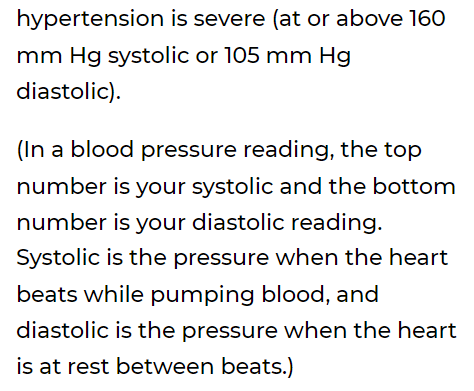 hypertension is severe (at or above 160
mm Hg systolic or 105 mm Hg
diastolic).
(In a blood pressure reading, the top
number is your systolic and the bottom
number is your diastolic reading.
Systolic is the pressure when the heart
beats while pumping blood, and
diastolic is the pressure when the heart
is at rest between beats.)